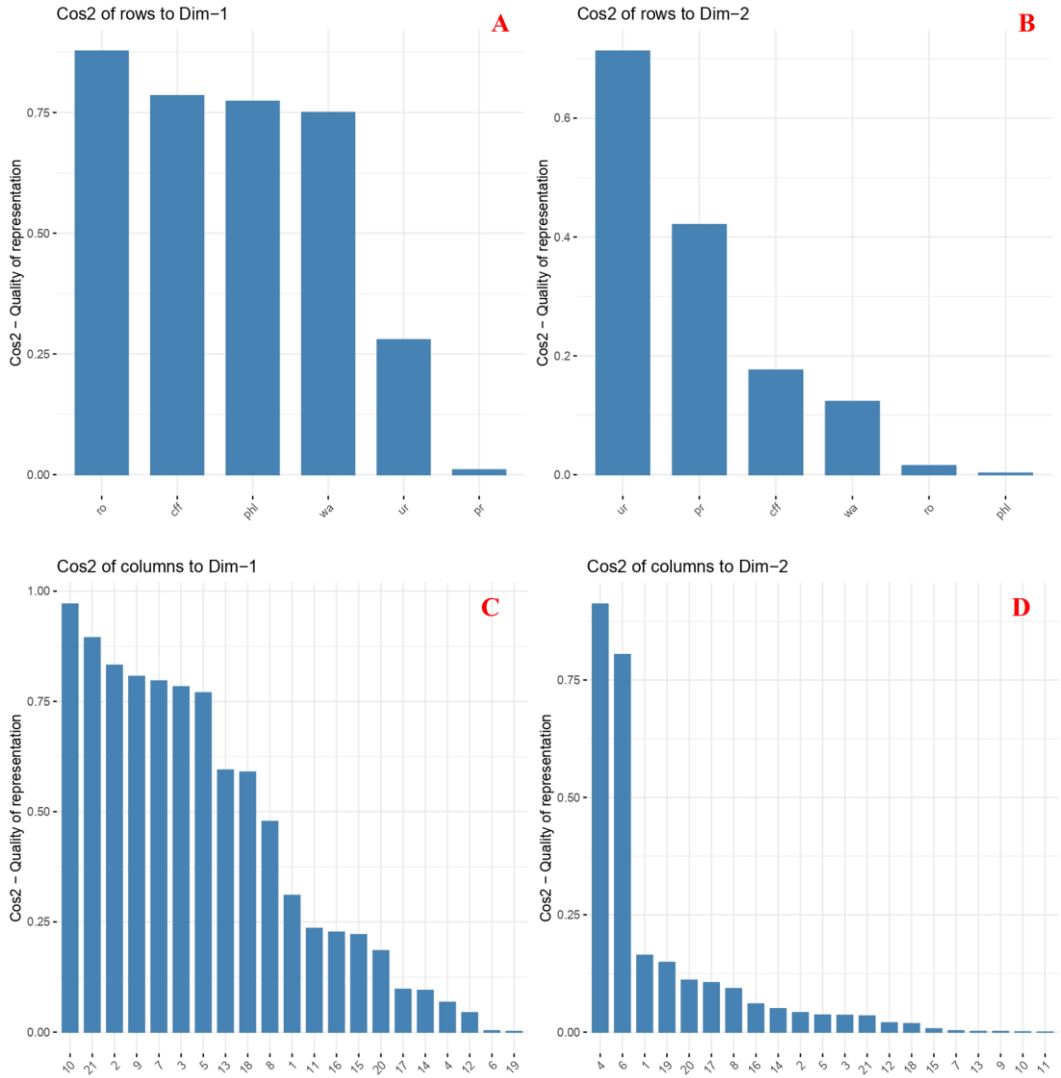 Cos2 of rows to Dim−1
A
Cos2 − Quality of representation
0.75
0.50
0.25
0.00
ro cff phl wa ur pr
Cos2 of rows to Dim−2
B
Cos2 − Quality of representation
0.6
0.4
0.2
0.0
ur pr cff wa ro phl
Cos2 of columns to Dim−1
C
Cos2 − Quality of representation
1.00
0.75
0.50
0.25
0.00
10 21 2 9 7 3 5 13 18 8 1 11 16 15 20 17 14 4 12 6 19
Cos2 of columns to Dim−2
D
Cos2 − Quality of representation
0.75
0.50
0.25
0.00
4 6 1 19 20 17 8 16 14 2 5 3 21 12 18 15 7 13 9 10 11